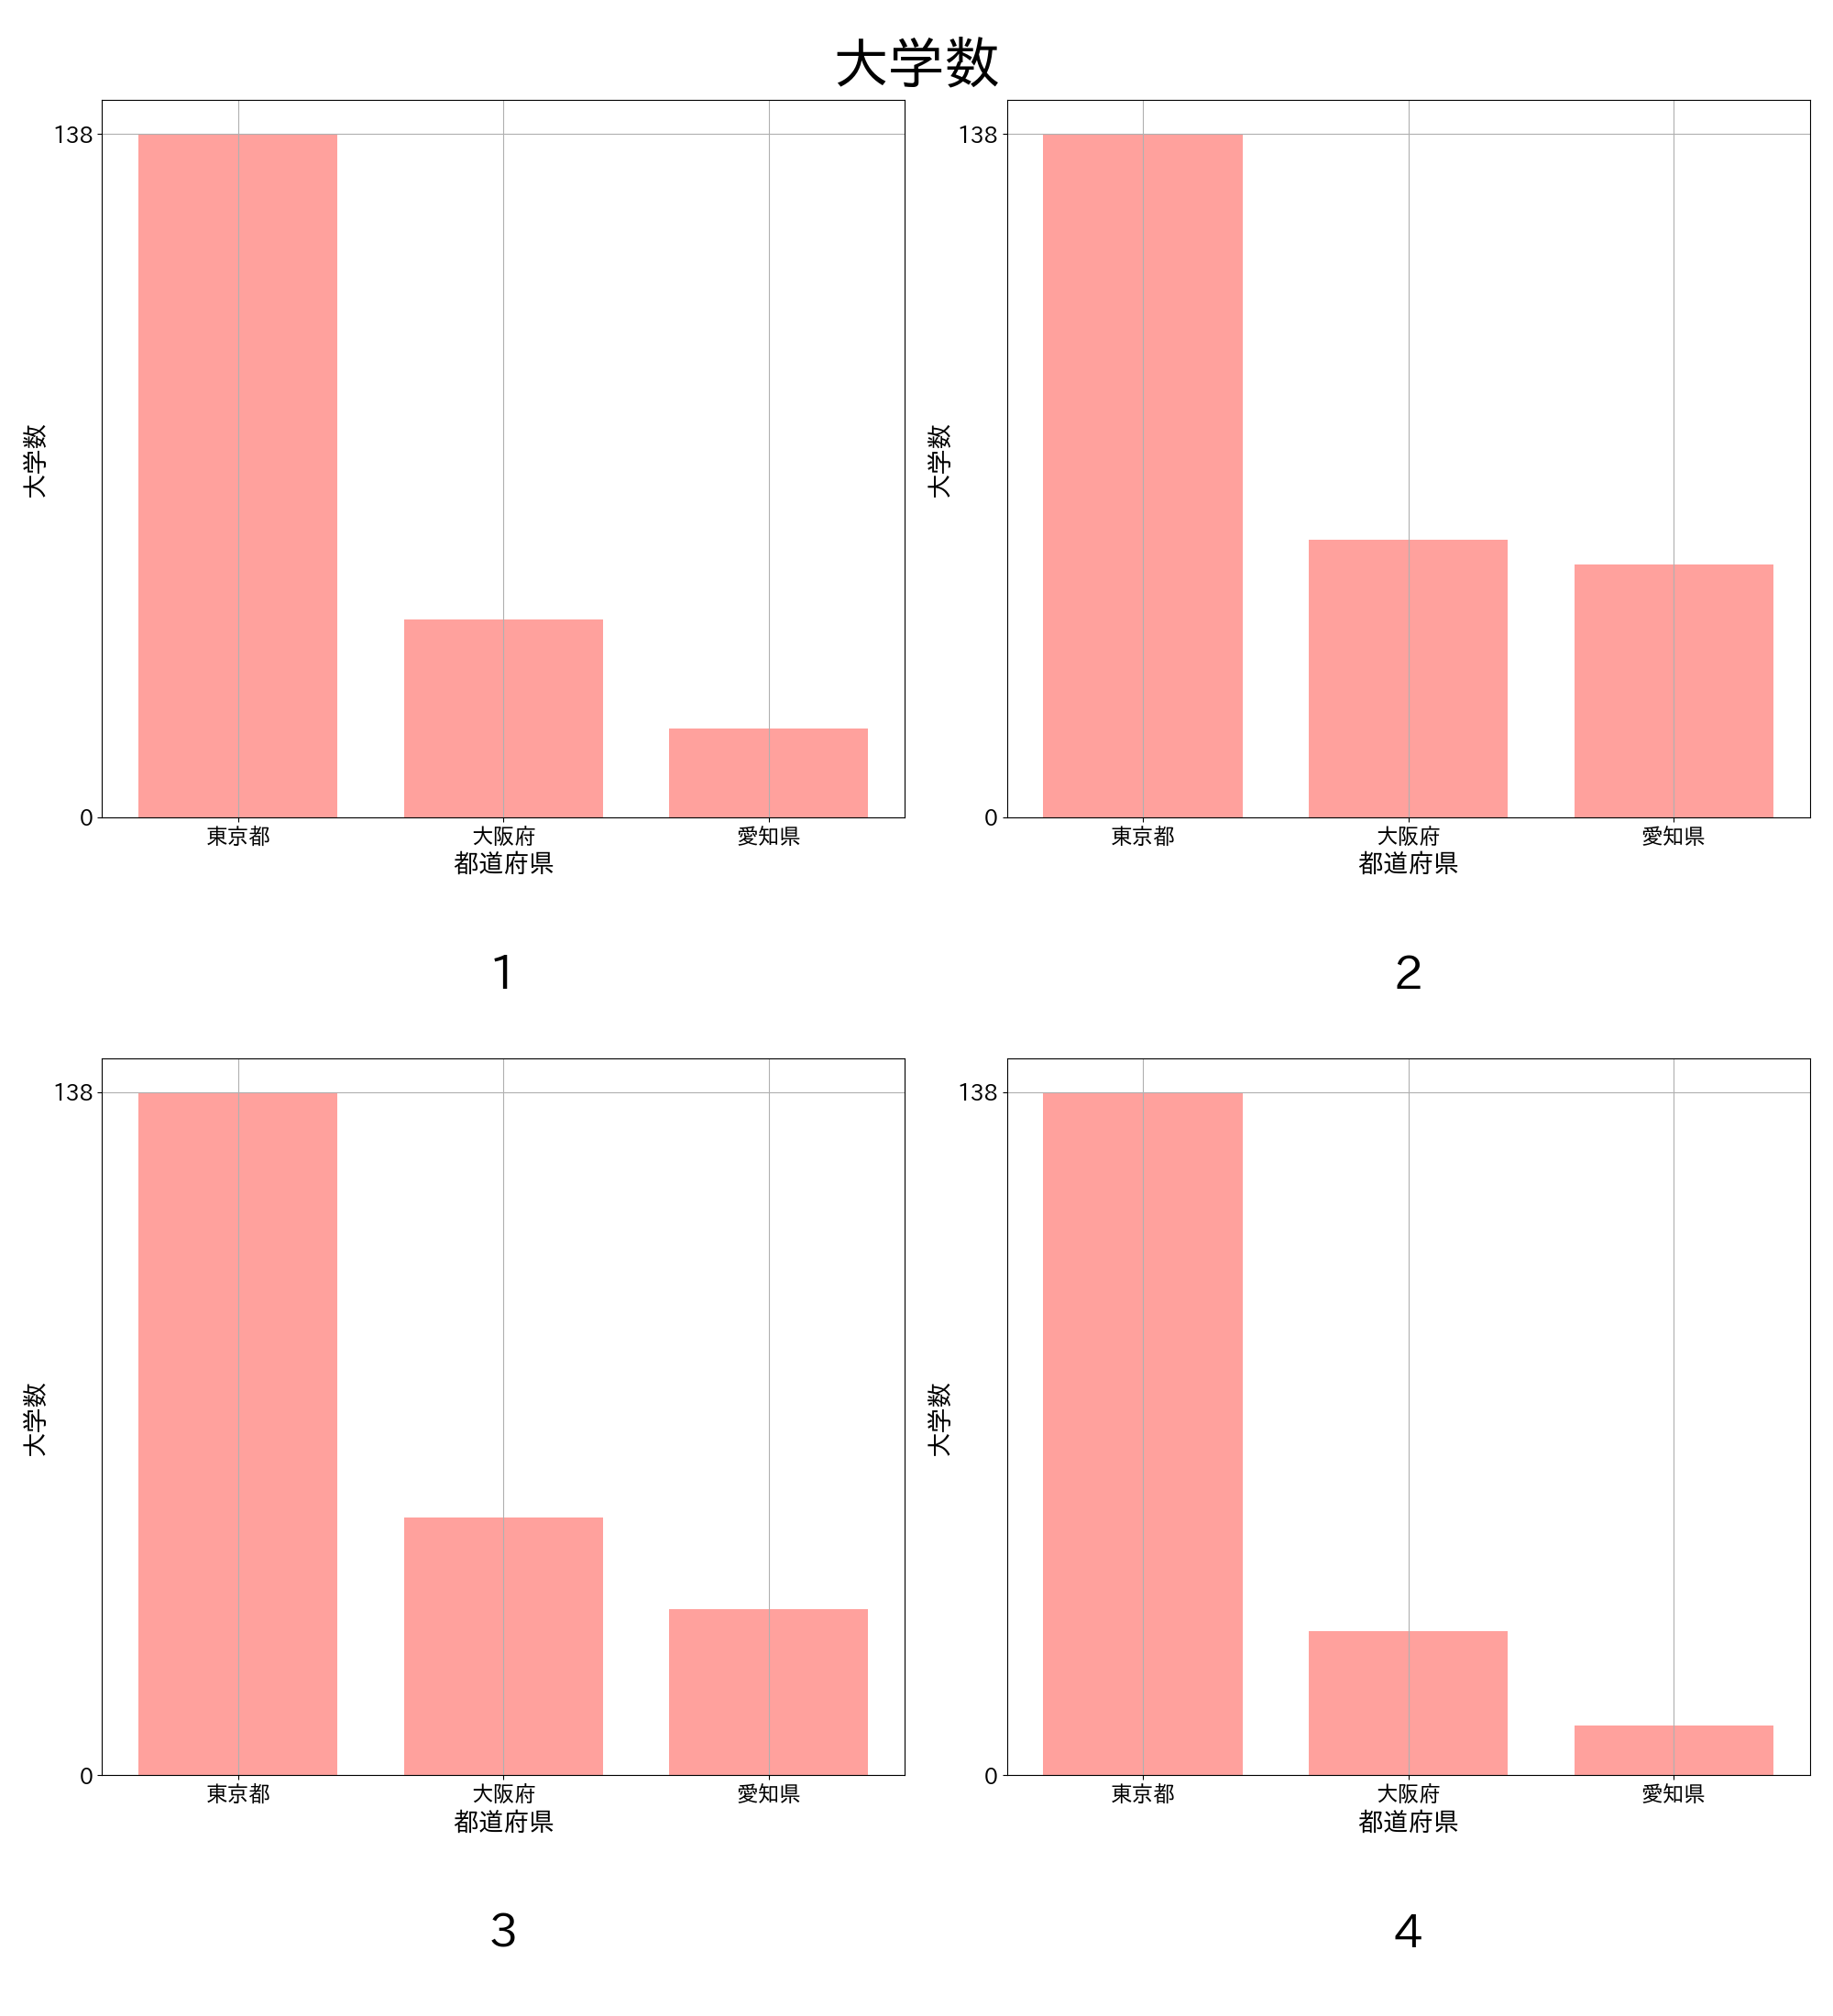 大学数
138
0
大学数
東京都 大阪府 愛知県
都道府県
1
138
0
大学数
東京都 大阪府 愛知県
都道府県
2
138
0
大学数
東京都 大阪府 愛知県
都道府県
3
138
0
大学数
東京都 大阪府 愛知県
都道府県
4